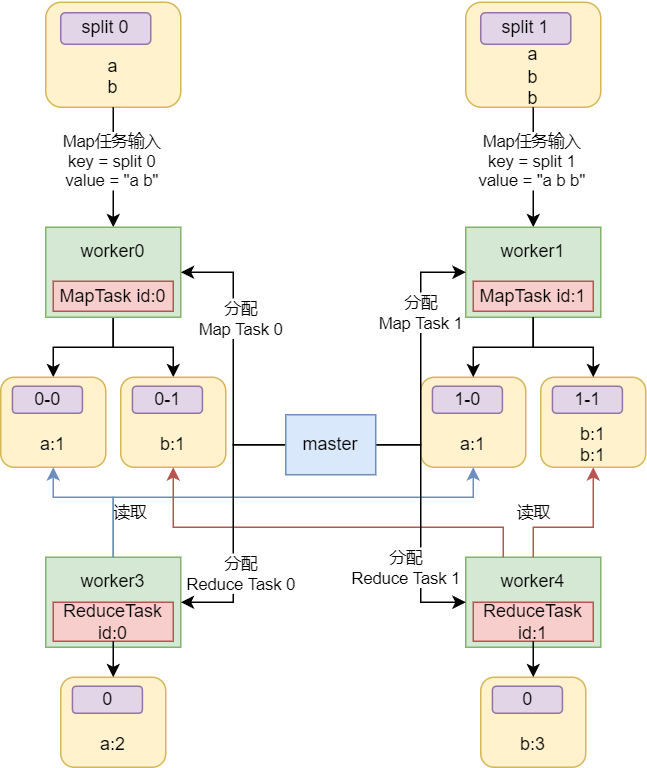 split 0
a
b
split 1
a
b
b
Map任务输入
key = split 0
value = "a b"
Map任务输入
key = split 1
value = "a b b"
worker0
MapTask id:0
worker1
MapTask id:1
分配
Map Task 0
分配
Map Task 1
0-0
a:1
0-1
b:1
master
1-0
a:1
1-1
b:1
b:1
读取
读取
分配
Reduce Task 0
分配
Reduce Task 1
worker3
ReduceTask
id:0
worker4
ReduceTask
id:1
0
a:2
0
b:3